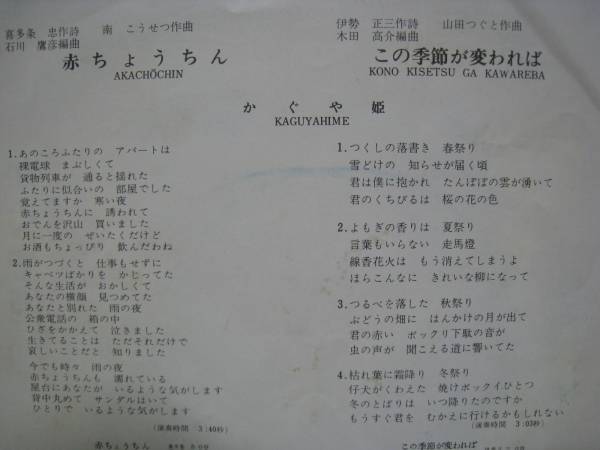 喜多条 忠作詩 南 こうせつ作曲
石川 鷹彦編曲
赤ちょうちん
AKACHŌCHIN
伊勢 正三作詩 山田つぐと作曲
木田 高介編曲
この季節が変われば
KONO KISETSU GA KAWAREBA
かぐや姫
KAGUYAHIME
1.あのころふたりの アパートは
裸電球 まぶしくて
貨物列車が 通ると揺れた
ふたりに似合いの 部屋でした
覚えてますか 寒い夜
赤ちょうちんに 誘われて
おでんを沢山 買いました
月に一度の ぜいたくだけど
お酒もちょっぴり 飲んだわね
2.雨がつづくと 仕事もせずに
キャベツばかりを かじってた
そんな生活が おかしくて
あなたの横顔 見つめてた
あなたと別れた 雨の夜
公衆電話の 箱の中
ひざをかかえて 泣きました
生きてることは ただそれだけで
哀しいことだと 知りました
今でも時々 雨の夜
赤ちょうちんも 濡れている
屋台にあなたが いるような気がします
背中丸めて サンダルはいて
ひとりで いるような気がします
(演奏時間 3:40秒)
1.つくしの落書き 春祭り
雪どけの 知らせが届く頃
君は僕に抱かれ たんぽぽの雲が湧いて
君のくちびるは 桜の花の色
2.よもぎの香りは 夏祭り
言葉もいらない 走馬燈
線香花火は もう消えてしまうよ
ほらこんなに きれいな柳になって
3.つるべを落した 秋祭り
ぶどうの畑に はんかけの月が出て
君の赤い ポックリ下駄の音が
虫の声が 聞こえる道に響いてた
4.枯れ葉に霜降り 冬祭り
仔犬がくわえた 焼けボックイひとつ
冬のとばりは いつ降りたのですか
もうすぐ君を むかえに行けるかもしれない
(演奏時間 3:03秒)
赤ちょうちん
この季節が変われば